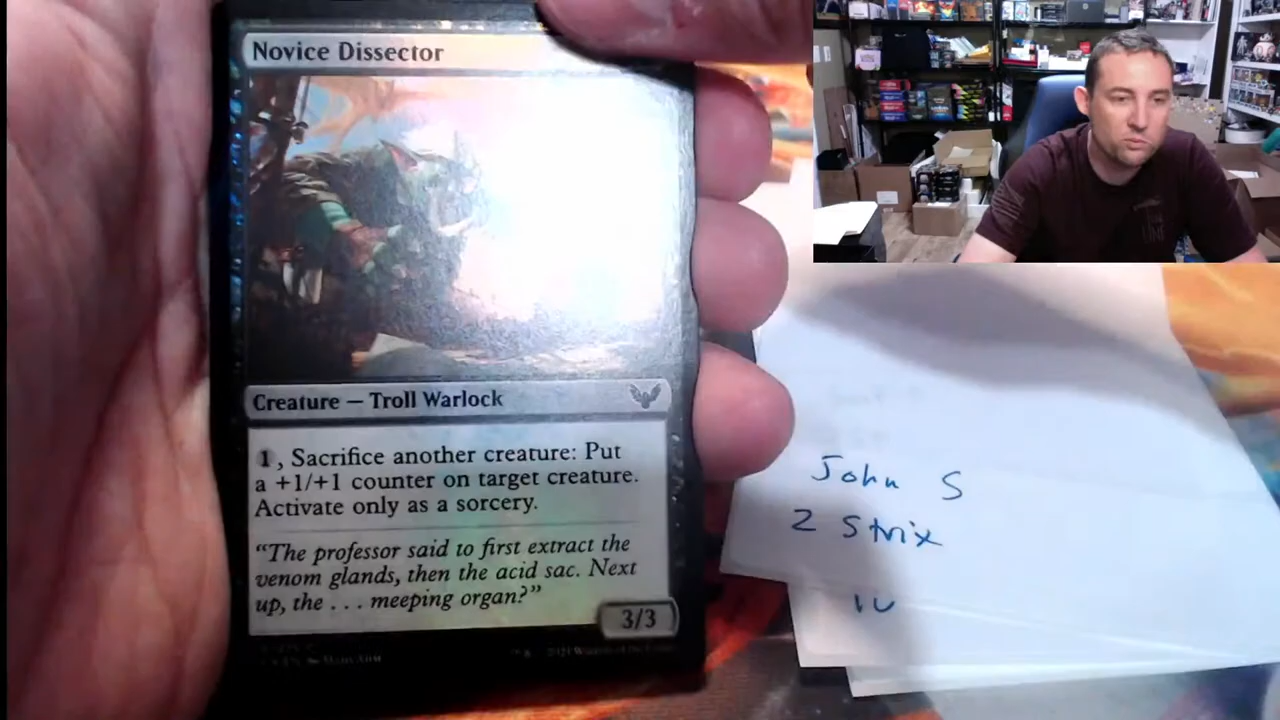 Novice Dissector
Creature — Troll Warlock
1, Sacrifice another creature: Put
a +1/+1 counter on target creature.
Activate only as a sorcery.
“The professor said to first extract the
venom glands, then the acid sac. Next
up, the . . . meeping organ?”
3/3
John S
2 Strix